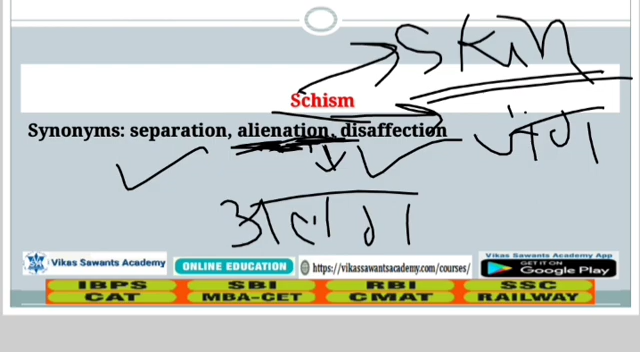 Skin
Schism
Synonyms: separation, alienation, disaffection
अलग
Vikas Sawants Academy
ONLINE EDUCATION
https://vikassawantsacademy.com/courses/
Vikas Sawants Academy App
GET IT ON
Google Play
IBPS SBI RBI SSC
CAT MBA-CET CMAT RAILWAY